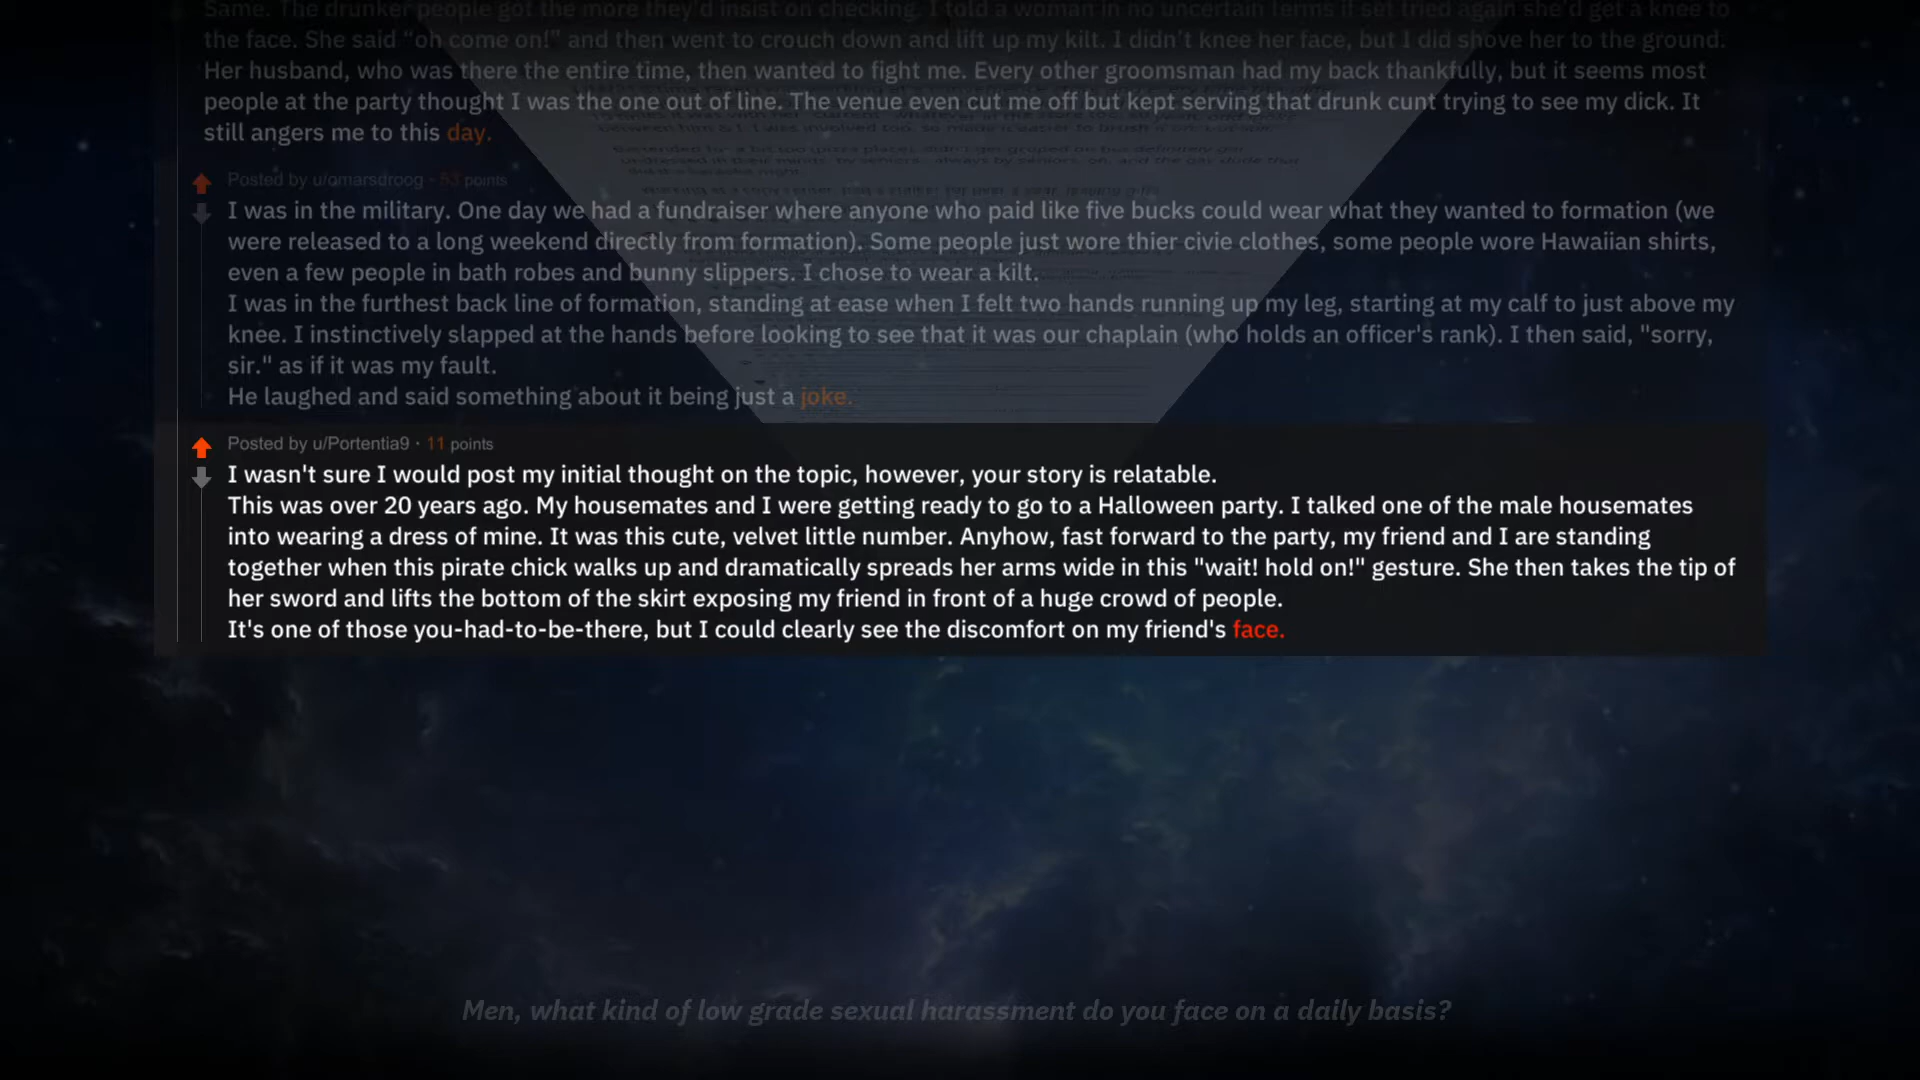 Same. The drunker people got the more they'd insist on checking. I told a woman in no uncertain terms if set tried again she'd get a knee to
the face. She said “oh come on!” and then went to crouch down and lift up my kilt. I didn't knee her face, but I did shove her to the ground.
Her husband, who was there the entire time, then wanted to fight me. Every other groomsman had my back thankfully, but it seems most
people at the party thought I was the one out of line. The venue even cut me off but kept serving that drunk cunt trying to see my dick. It
still angers me to this day.
Posted by u/omarsdroog · 53 points
I was in the military. One day we had a fundraiser where anyone who paid like five bucks could wear what they wanted to formation (we
were released to a long weekend directly from formation). Some people just wore thier civie clothes, some people wore Hawaiian shirts,
even a few people in bath robes and bunny slippers. I chose to wear a kilt.
I was in the furthest back line of formation, standing at ease when I felt two hands running up my leg, starting at my calf to just above my
knee. I instinctively slapped at the hands before looking to see that it was our chaplain (who holds an officer's rank). I then said, "sorry,
sir." as if it was my fault.
He laughed and said something about it being just a joke.
Posted by u/Portentia9 · 11 points
I wasn't sure I would post my initial thought on the topic, however, your story is relatable.
This was over 20 years ago. My housemates and I were getting ready to go to a Halloween party. I talked one of the male housemates
into wearing a dress of mine. It was this cute, velvet little number. Anyhow, fast forward to the party, my friend and I are standing
together when this pirate chick walks up and dramatically spreads her arms wide in this "wait! hold on!" gesture. She then takes the tip of
her sword and lifts the bottom of the skirt exposing my friend in front of a huge crowd of people.
It's one of those you-had-to-be-there, but I could clearly see the discomfort on my friend's face.
Men, what kind of low grade sexual harassment do you face on a daily basis?